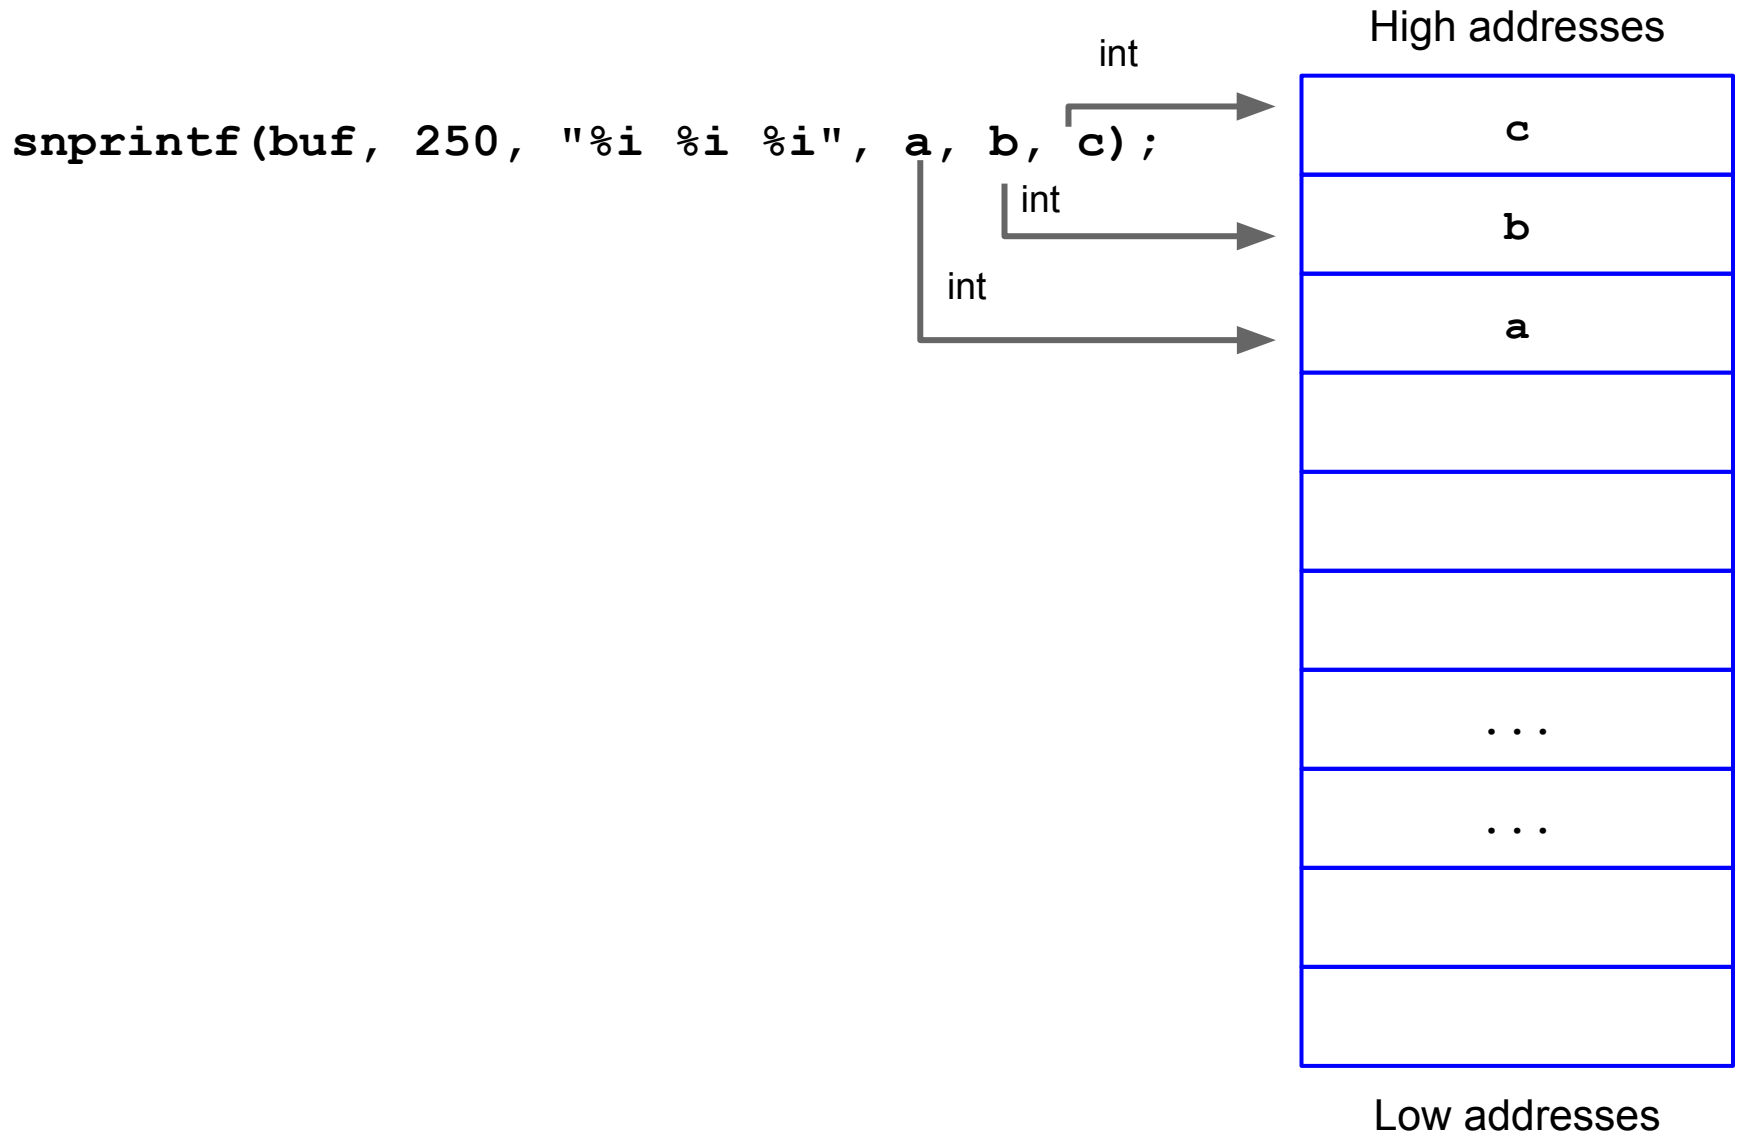 High addresses
int
snprintf(buf, 250, "%i %i %i", a, b, c);
c
int
b
int
a
...
...
Low addresses